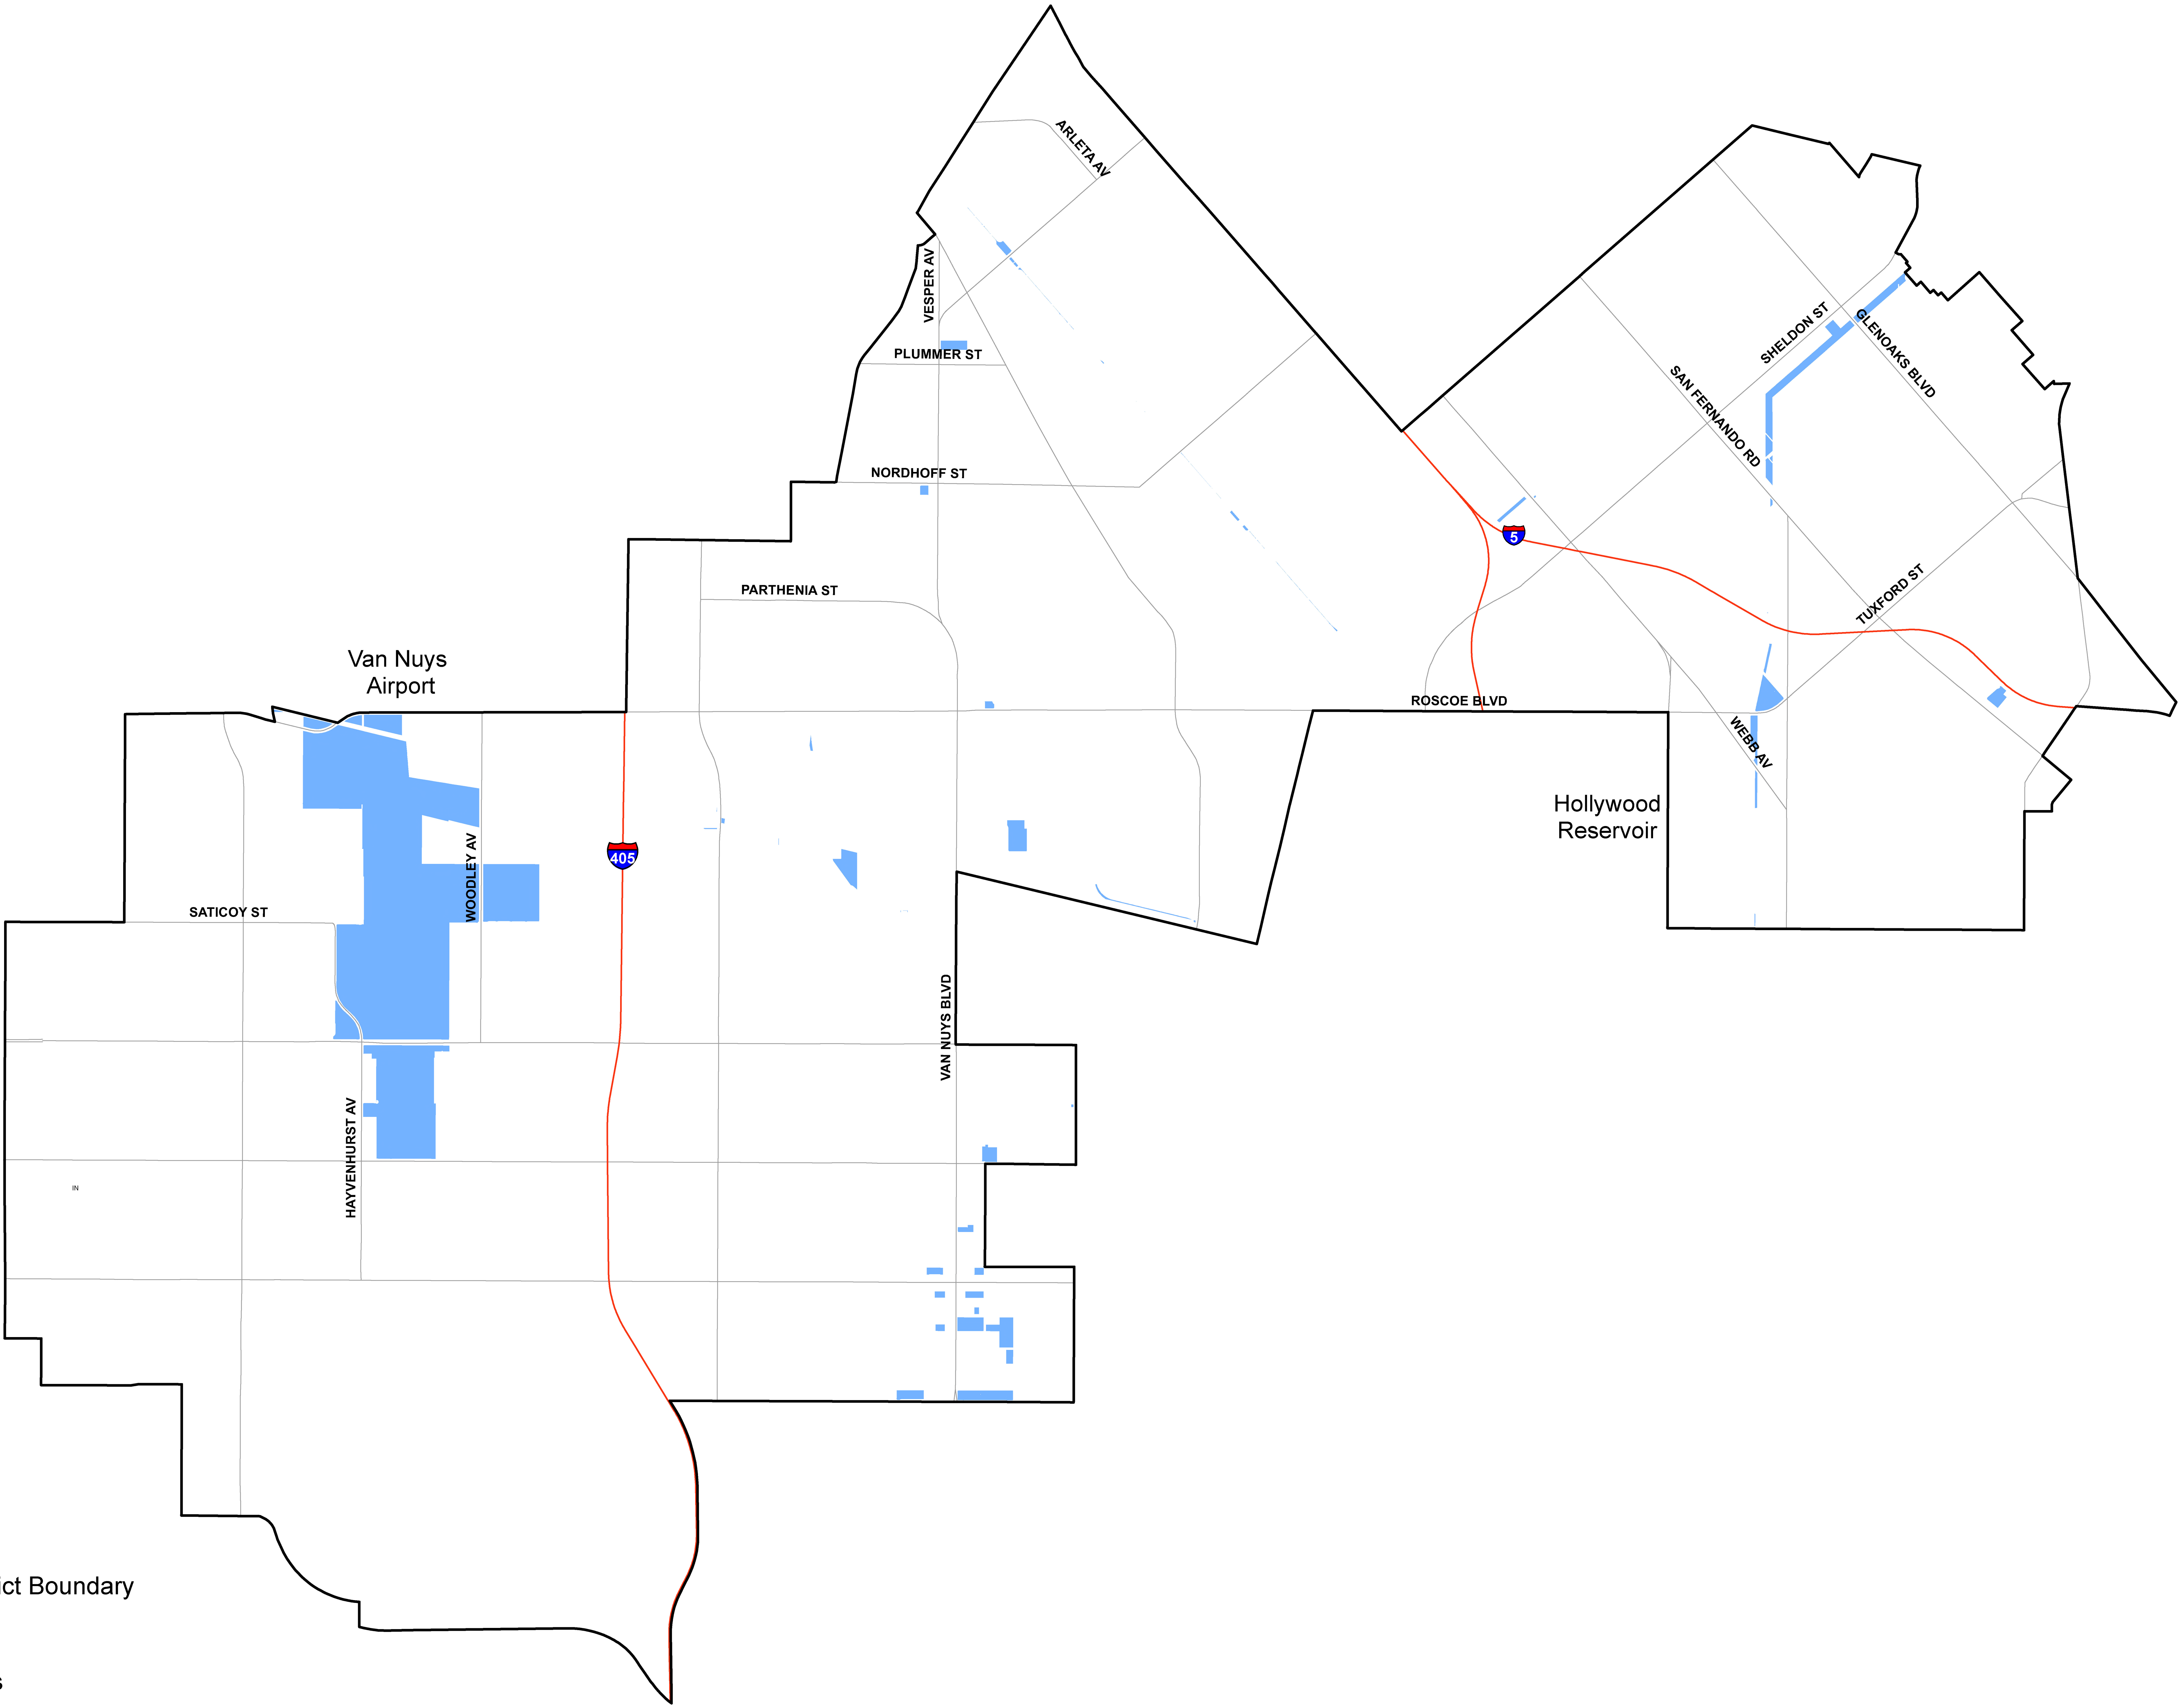 ARLETA AV
VESPER AV
PLUMMER ST
SHELDON ST
GLENOAKS BLVD
SAN FERNANDO RD
NORDHOFF ST
5
PARTHENIA ST
TUXFORD ST
Van Nuys
Airport
ROSCOE BLVD
WEBB AV
Hollywood
Reservoir
405
WOODLEY AV
SATICOY ST
VAN NUYS BLVD
HAYVENHURST AV
IN
ict Boundary
s